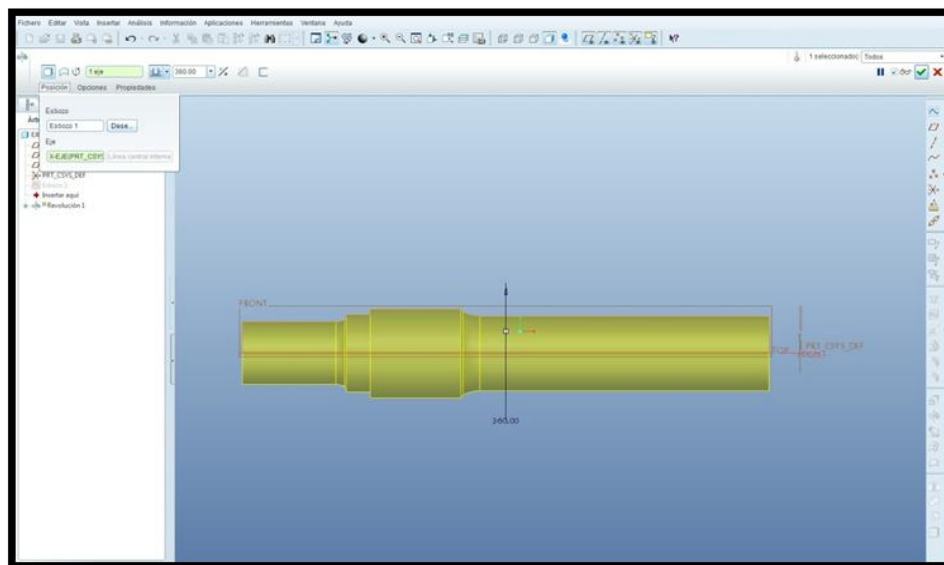 Fichero Editar Vista Insertar Análisis Información Aplicaciones Herramientas Ventana Ayuda
1 seleccionado: Todos
1 eje 360.00
Posición Opciones Propiedades
Esbozo
Esbozo 1 Dese...
Eje
X-EJE(PRT_CSYS Línea central interna
PRT_CSYS_DEF
Esbozo 1
Insertar aquí
Revolución 1
FRONT
PRT_CSYS_DEF
360.00